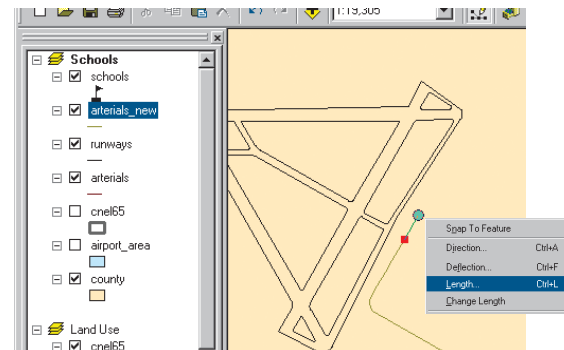 1:19,305
Schools
schools
arterials_new
runways
arterials
cnel65
airport_area
county
Land Use
cnel65
Snap To Feature
Direction... Ctrl+A
Deflection... Ctrl+F
Length... Ctrl+L
Change Length